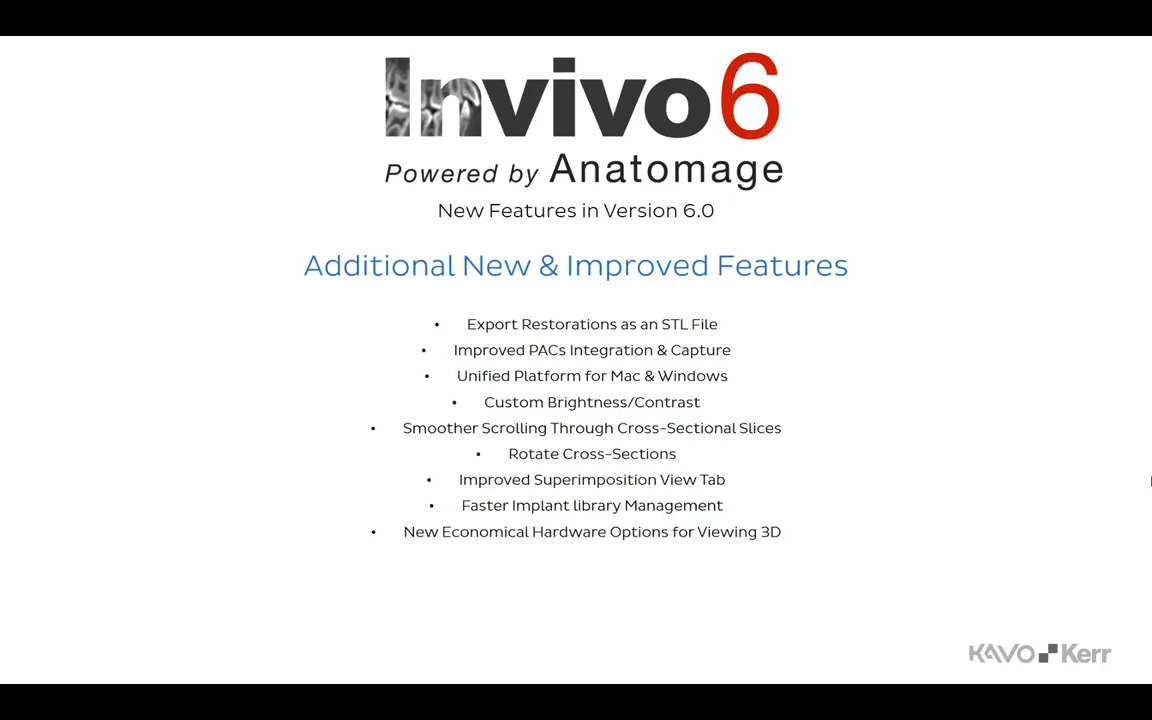 Invivo6
Powered by Anatomage
New Features in Version 6.0
Additional New & Improved Features
• Export Restorations as an STL File
• Improved PACs Integration & Capture
• Unified Platform for Mac & Windows
• Custom Brightness/Contrast
• Smoother Scrolling Through Cross-Sectional Slices
• Rotate Cross-Sections
• Improved Superimposition View Tab
• Faster Implant library Management
• New Economical Hardware Options for Viewing 3D
KAVO Kerr